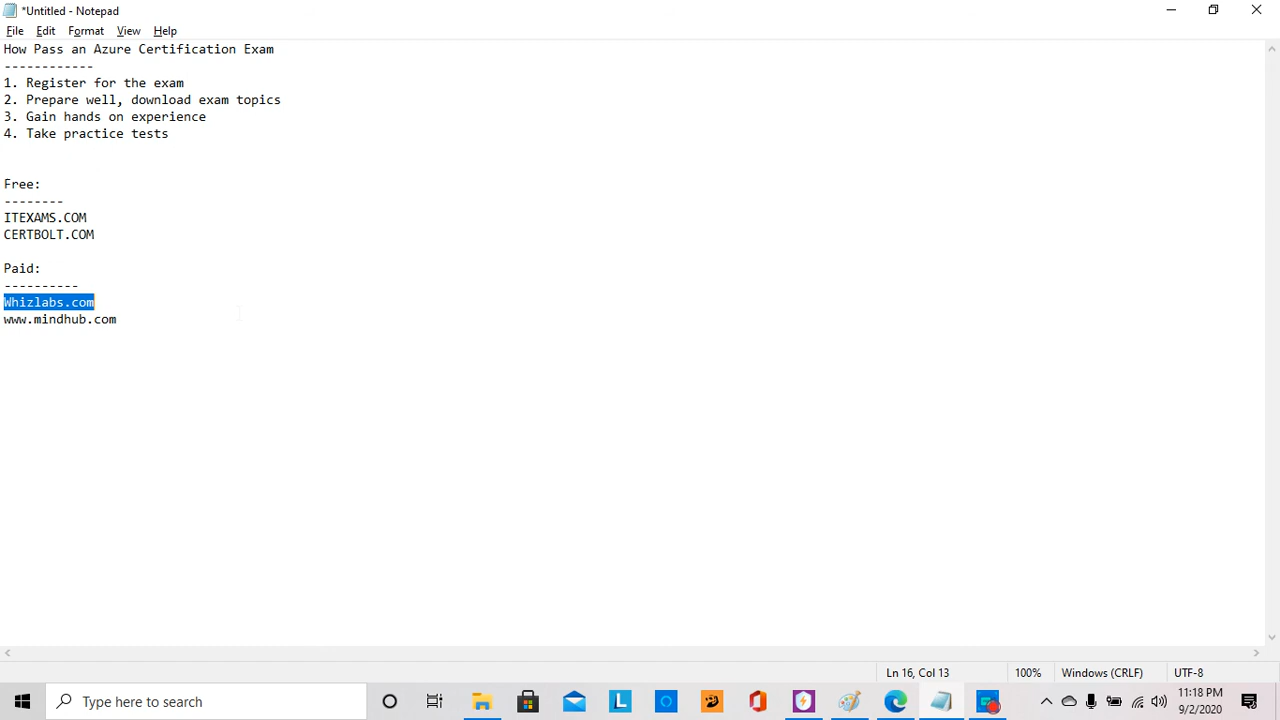 *Untitled - Notepad
File Edit Format View Help
How Pass an Azure Certification Exam
------------
1. Register for the exam
2. Prepare well, download exam topics
3. Gain hands on experience
4. Take practice tests
Free:
--------
ITEXAMS.COM
CERTBOLT.COM
Paid:
----------
Whizlabs.com
www.mindhub.com
Ln 16, Col 13 100% Windows (CRLF) UTF-8
Type here to search
11:18 PM
9/2/2020